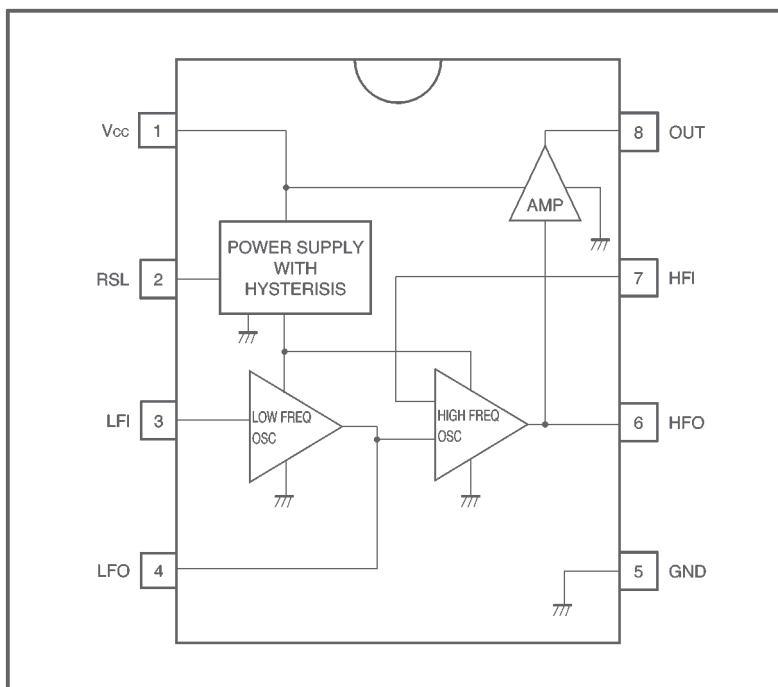 Vcc 1
8 OUT
AMP
POWER SUPPLY
WITH
HYSTERISIS
RSL 2
7 HFI
LOW FREQ
OSC
HIGH FREQ
OSC
LFI 3
6 HFO
LFO 4
5 GND